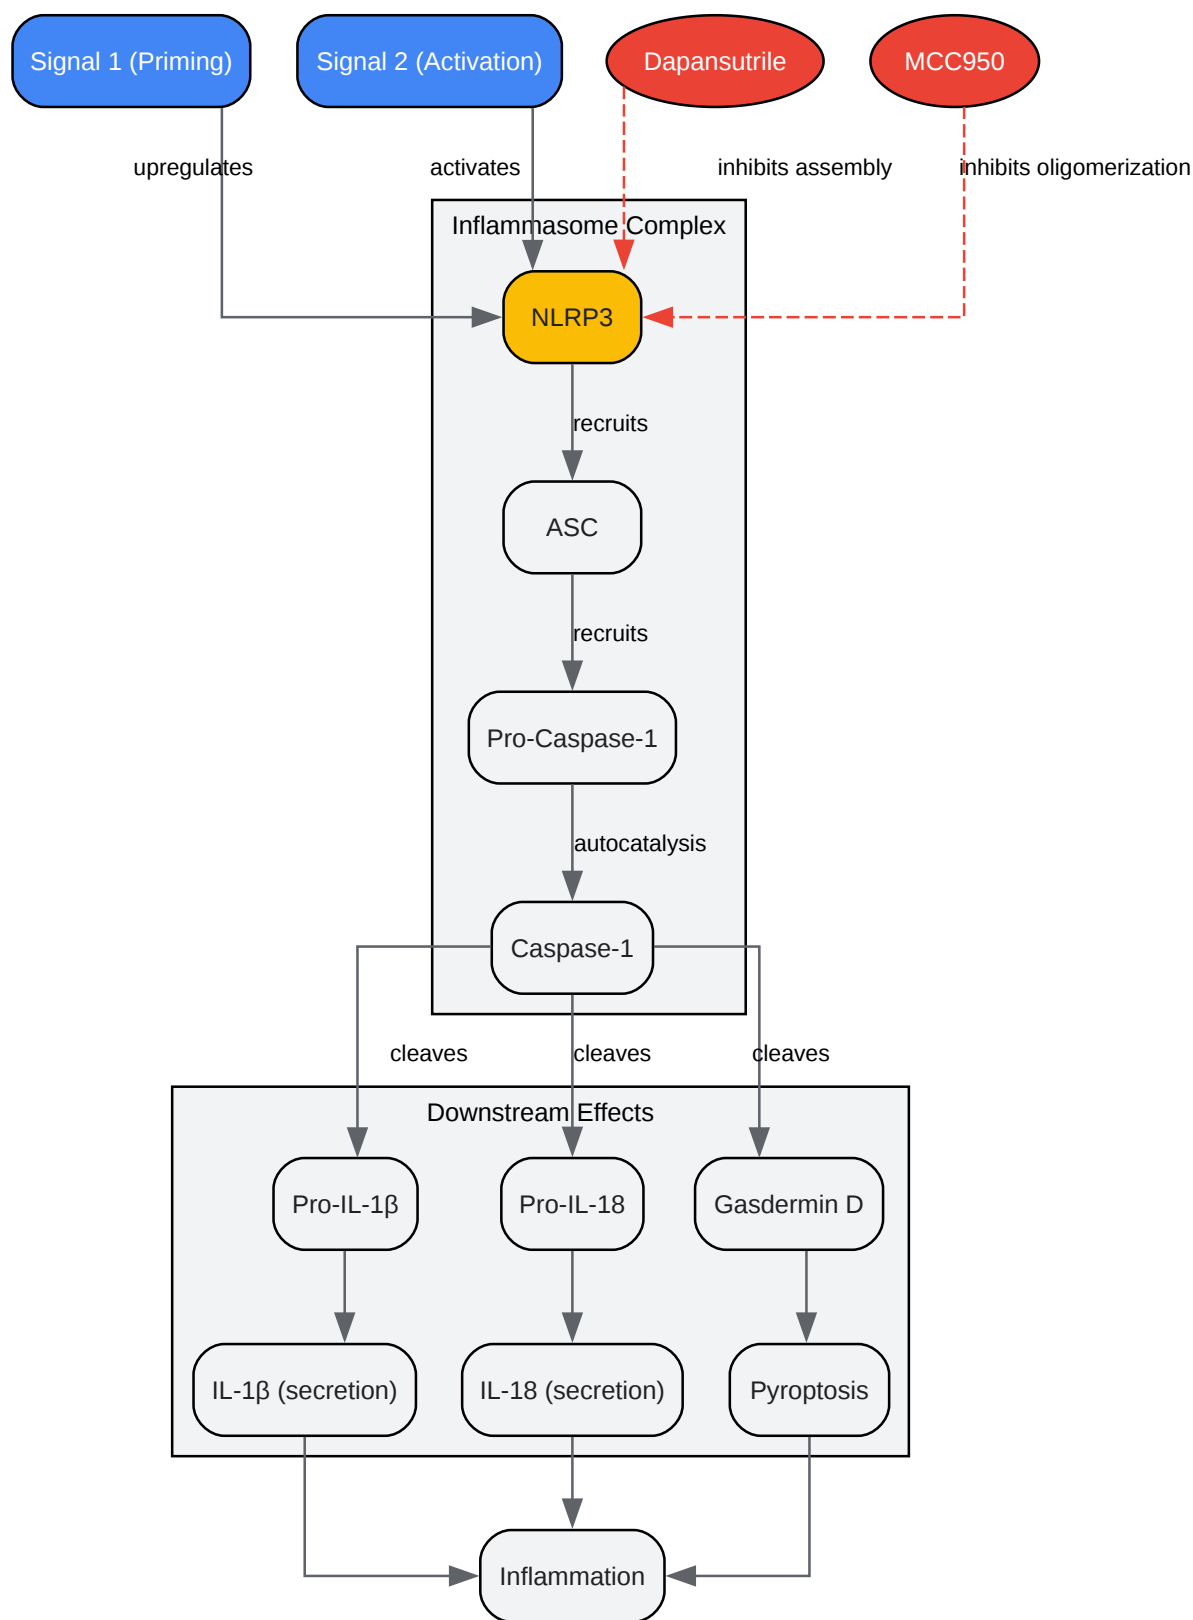 Signal 1 (Priming)
Signal 2 (Activation)
Dapansutrile
MCC950
upregulates
activates
inhibits assembly
inhibits oligomerization
Inflammasome Complex
NLRP3
recruits
ASC
recruits
Pro-Caspase-1
autocatalysis
Caspase-1
cleaves
cleaves
cleaves
Downstream Effects
Pro-IL-1β
Pro-IL-18
Gasdermin D
IL-1β (secretion)
IL-18 (secretion)
Pyroptosis
Inflammation